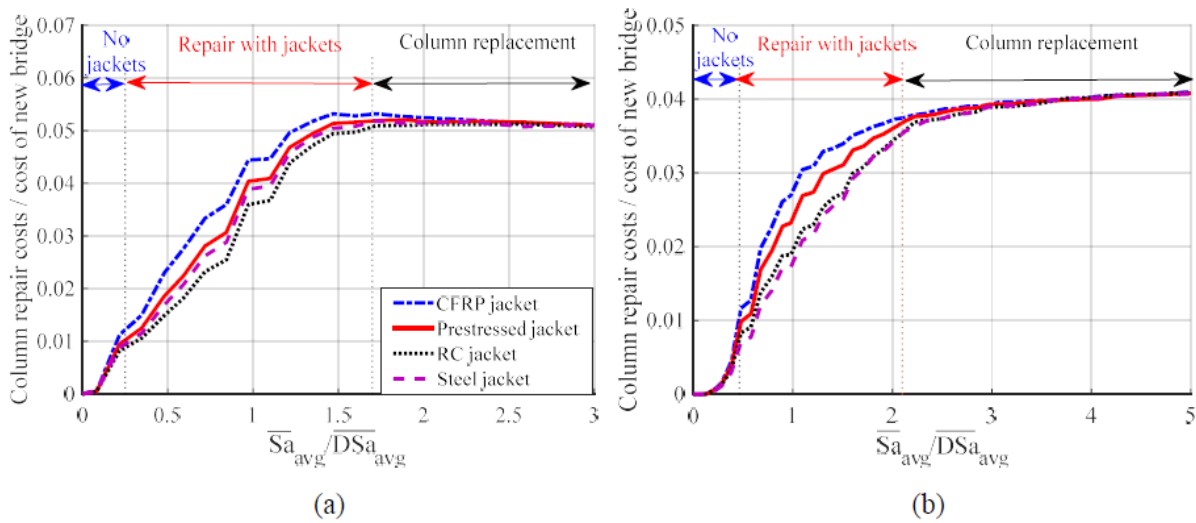 0.07
0.06
0.05
0.04
0.03
0.02
0.01
0
Column repair costs / cost of new bridge
No
jackets
Repair with jackets
Column replacement
CFRP jacket
Prestressed jacket
RC jacket
Steel jacket
0 0.5 1 1.5 2 2.5 3
S̅a̅avg/D̅S̅a̅avg
(a)
0.05
0.04
0.03
0.02
0.01
0
Column repair costs / cost of new bridge
No
jackets
Repair with jackets
Column replacement
0 1 2 3 4 5
S̅a̅avg/D̅S̅a̅avg
(b)